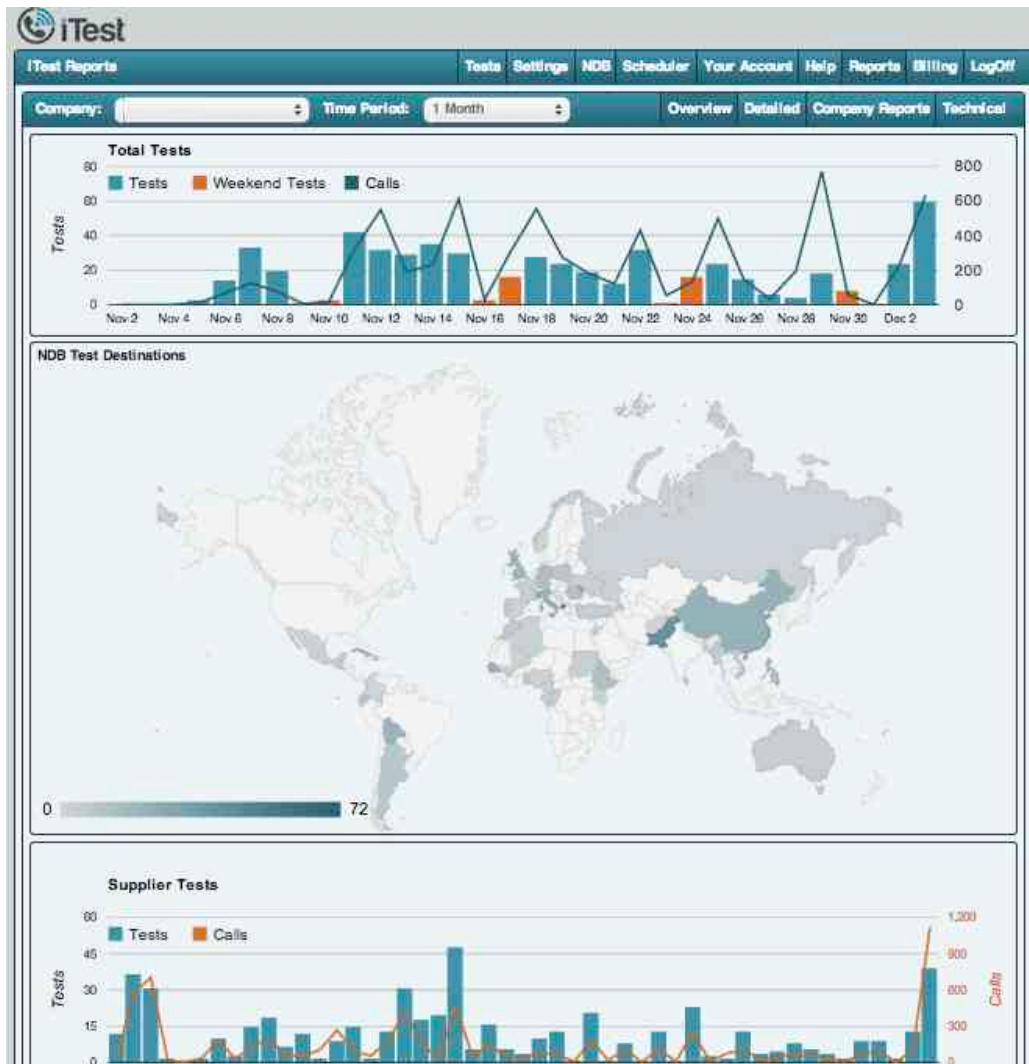 iTest
iTest Reports Tests Settings NDB Scheduler Your Account Help Reports Billing LogOff
Company: Time Period: 1 Month Overview Detailed Company Reports Technical
Total Tests
80 800
Tests Weekend Tests Calls
60 600
Tests
40 400
20 200
0 0
Nov 2 Nov 4 Nov 6 Nov 8 Nov 10 Nov 12 Nov 14 Nov 16 Nov 18 Nov 20 Nov 22 Nov 24 Nov 26 Nov 28 Nov 30 Dec 2
NDB Test Destinations
0 72
Supplier Tests
60 1,200
Tests Calls
45 900
Tests Calls
30 600
15 300
0 0